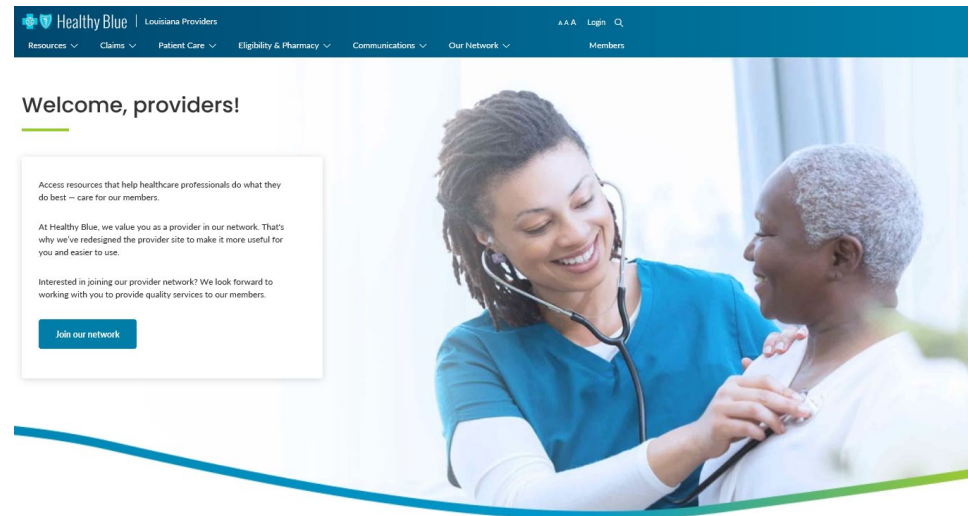 Healthy Blue | Louisiana Providers
A A A Login
Resources Claims Patient Care Eligibility & Pharmacy Communications Our Network Members
Welcome, providers!
Access resources that help healthcare professionals do what they
do best — care for our members.
At Healthy Blue, we value you as a provider in our network. That's
why we've redesigned the provider site to make it more useful for
you and easier to use.
Interested in joining our provider network? We look forward to
working with you to provide quality services to our members.
Join our network